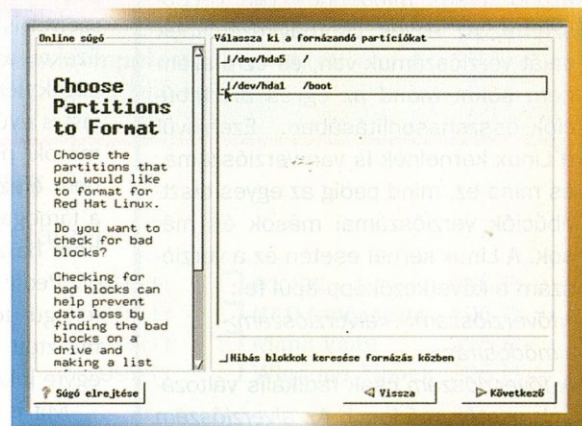 Online súgó
Choose
Partitions
to Format
Choose the
partitions that
you would like
to format for
Red Hat Linux.
Do you want to
check for bad
blocks?
Checking for
bad blocks can
help prevent
data loss by
finding the bad
blocks on a
drive and
making a list
? Súgó elrejtése
Válassza ki a formázandó partíciókat
/dev/hda5 /
/dev/hda1 /boot
Hibás blokkok keresése formázás közben
Vissza
Következő